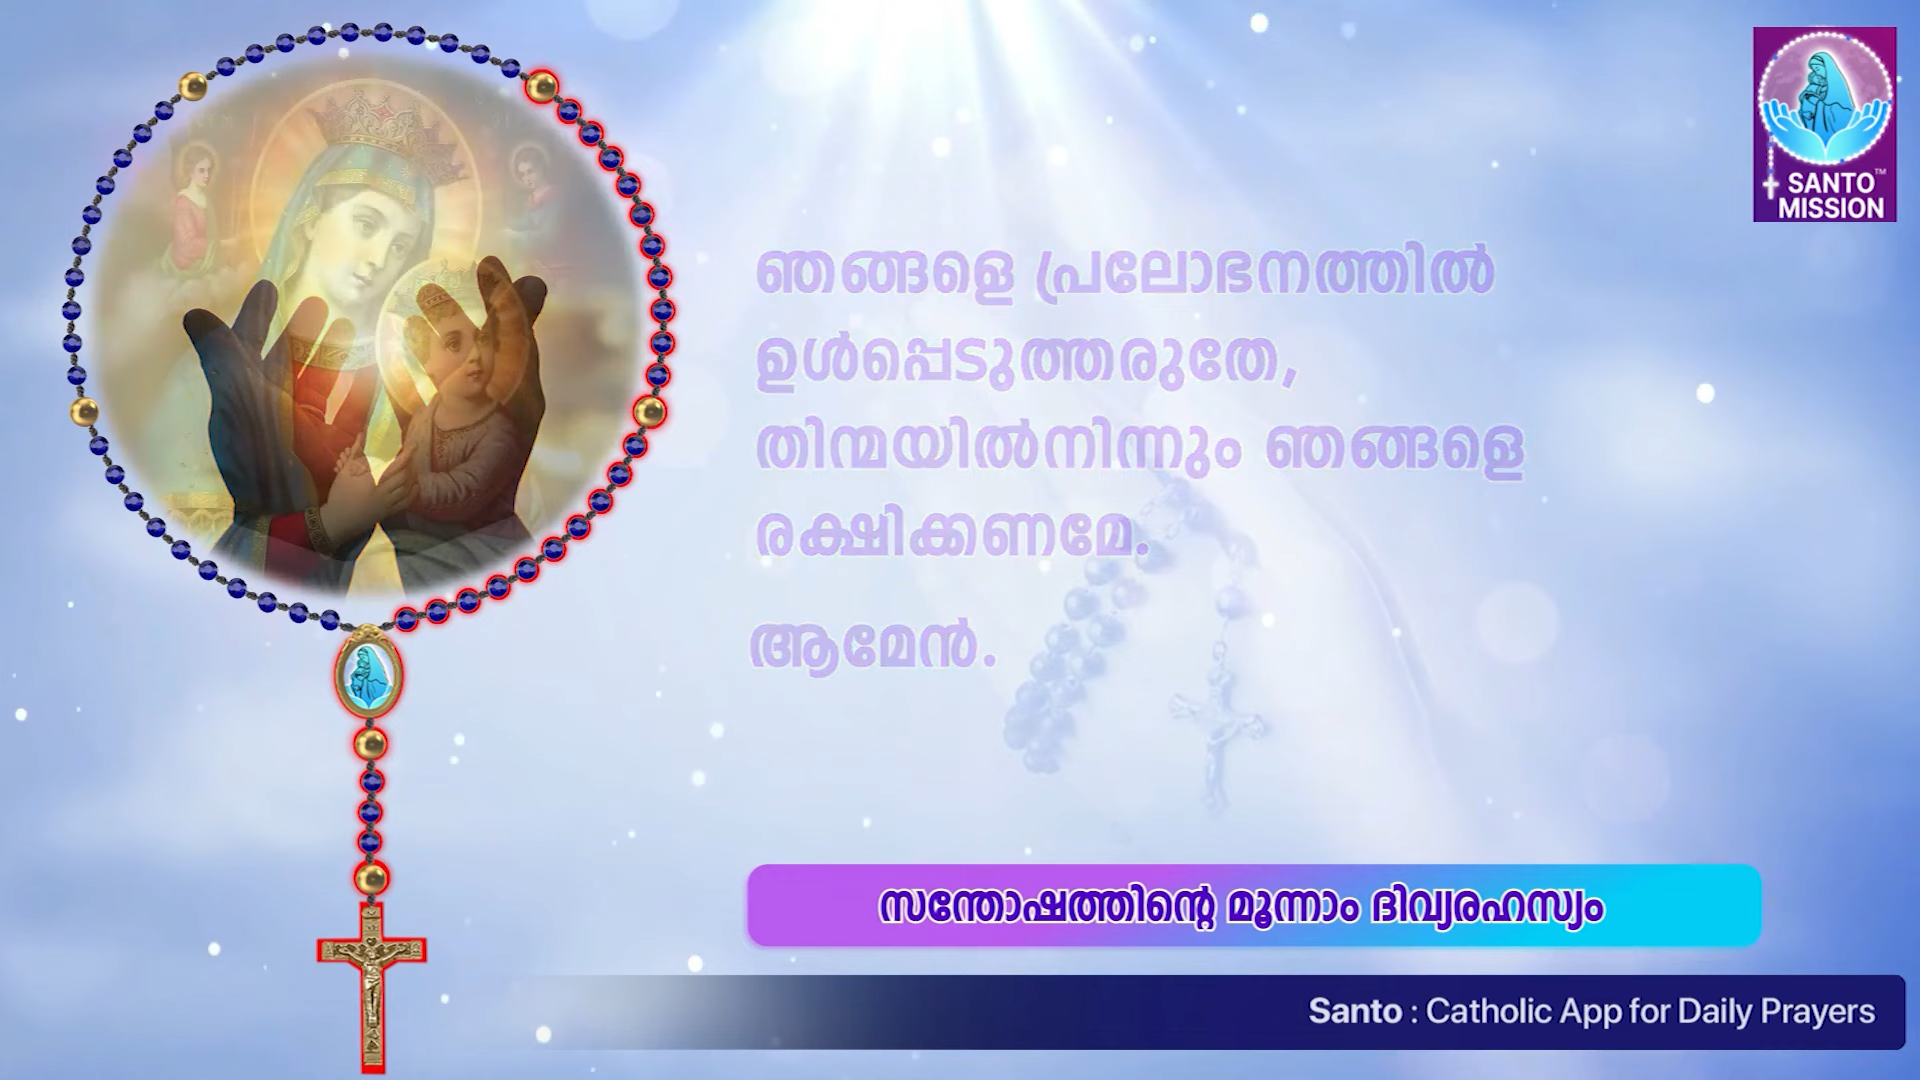 SANTO™
MISSION
ഞങ്ങളെ പ്രലോഭനത്തിൽ
ഉൾപ്പെടുത്തരുതേ,
തിന്മയിൽനിന്നും ഞങ്ങളെ
രക്ഷിക്കണമേ.
ആമേൻ.
സന്തോഷത്തിന്റെ മൂന്നാം ദിവ്യരഹസ്യം
Santo : Catholic App for Daily Prayers